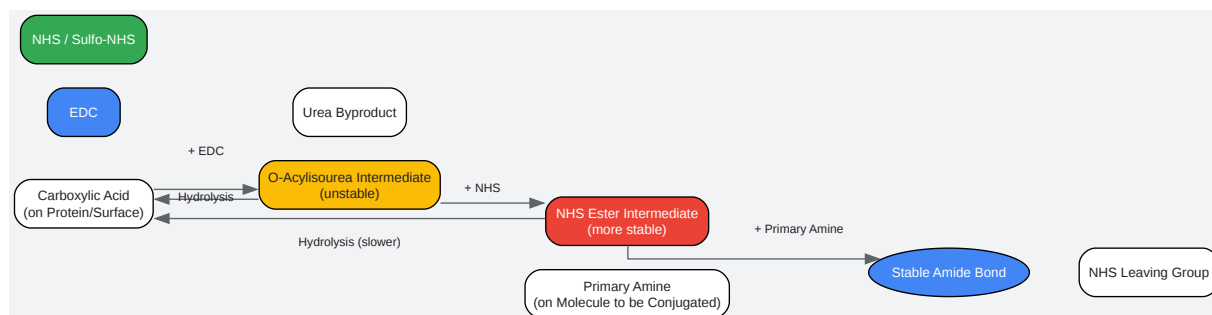 NHS / Sulfo-NHS
EDC
Urea Byproduct
+ EDC
O-Acylisourea Intermediate
(unstable)
Carboxylic Acid
(on Protein/Surface)
Hydrolysis
+ NHS
NHS Ester Intermediate
(more stable)
Hydrolysis (slower)
+ Primary Amine
Stable Amide Bond
NHS Leaving Group
Primary Amine
(on Molecule to be Conjugated)